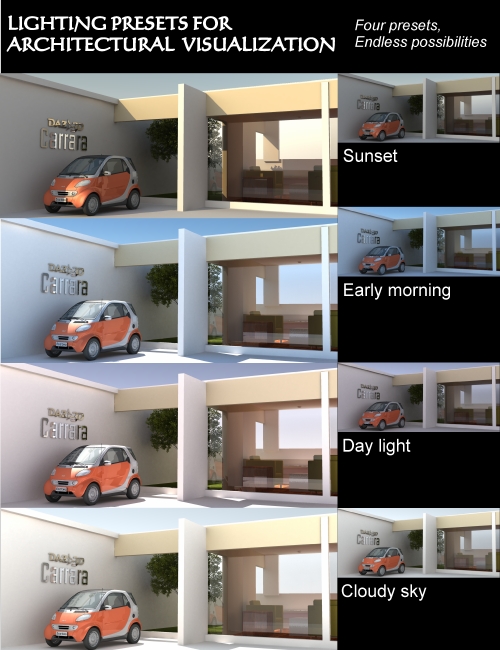 LIGHTING PRESETS FOR
ARCHITECTURAL VISUALIZATION
Four presets,
Endless possibilities
DAZ 3D
Carrara
Sunset
DAZ 3D
Carrara
Early morning
DAZ 3D
Carrara
Day light
DAZ 3D
Carrara
Cloudy sky